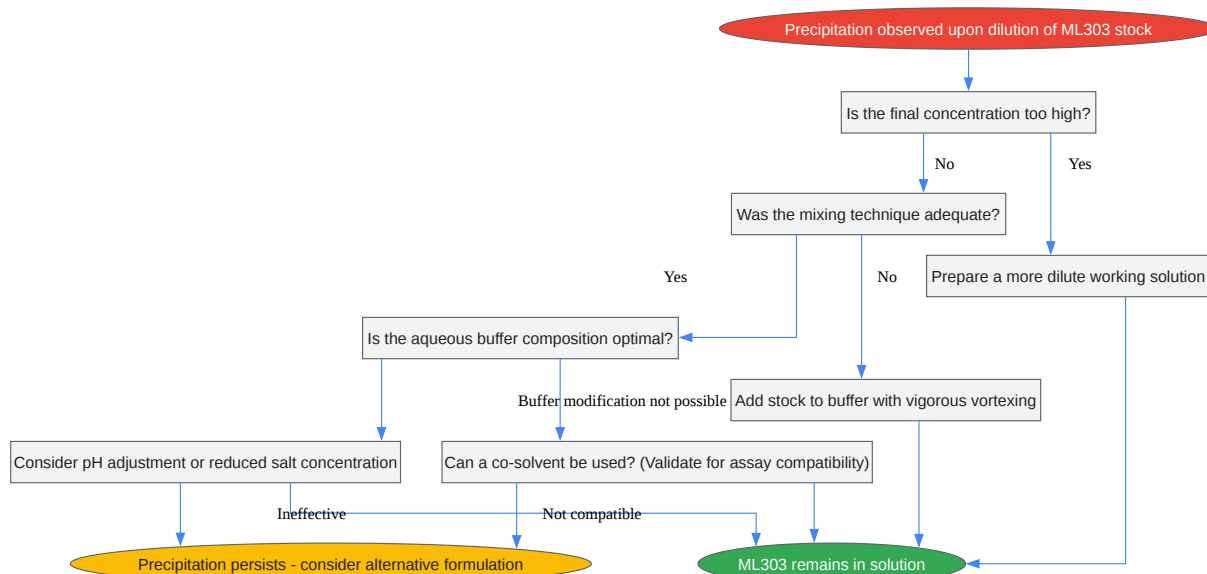 Precipitation observed upon dilution of ML303 stock
Is the final concentration too high?
No
Yes
Was the mixing technique adequate?
Prepare a more dilute working solution
Yes
No
Is the aqueous buffer composition optimal?
Buffer modification not possible
Add stock to buffer with vigorous vortexing
Consider pH adjustment or reduced salt concentration
Can a co-solvent be used? (Validate for assay compatibility)
Ineffective
Not compatible
Precipitation persists - consider alternative formulation
ML303 remains in solution